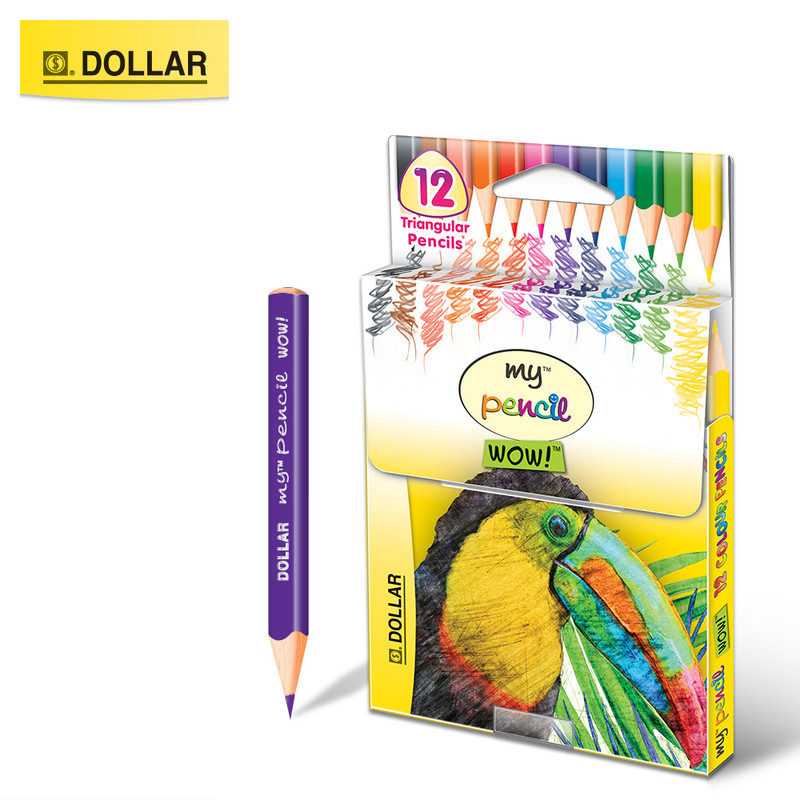 DOLLAR
12
Triangular
Pencils
my™
pencil
WOW!™
DOLLAR
DOLLAR my™ pencil WOW!
my pencil WOW!™ 12 COLOUR PENCILS